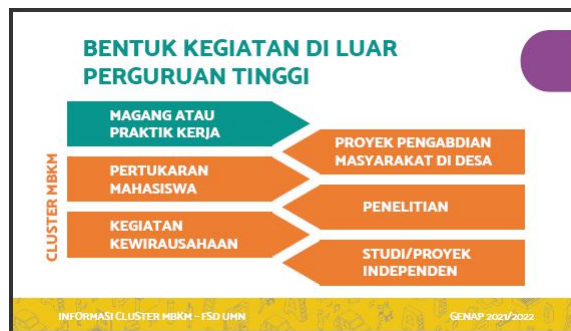 BENTUK KEGIATAN DI LUAR
PERGURUAN TINGGI
CLUSTER MBKM
MAGANG ATAU
PRAKTIK KERJA
PERTUKARAN
MAHASISWA
KEGIATAN
KEWIRAUSAHAAN
PROYEK PENGABDIAN
MASYARAKAT DI DESA
PENELITIAN
STUDI/PROYEK
INDEPENDEN
INFORMASI CLUSTER MBKM – FSD UMN
GENAP 2021/2022